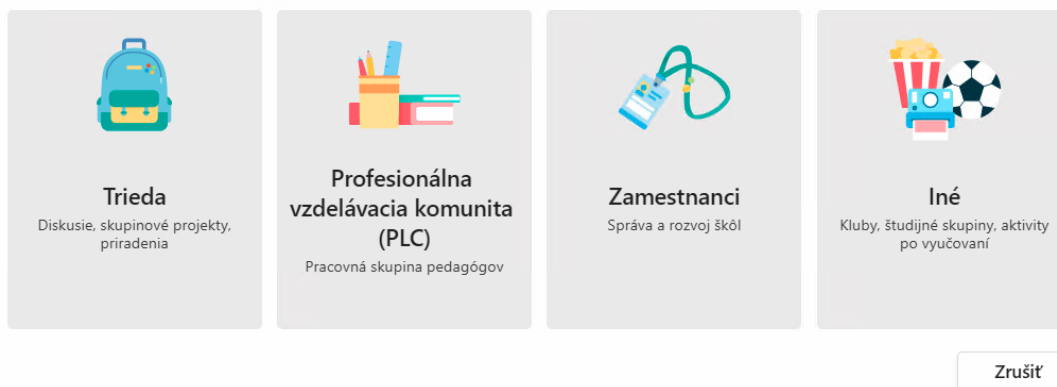 Trieda
Diskusie, skupinové projekty,
priradenia
Profesionálna
vzdelávacia komunita
(PLC)
Pracovná skupina pedagógov
Zamestnanci
Správa a rozvoj škôl
Iné
Kluby, študijné skupiny, aktivity
po vyučovaní
Zrušiť